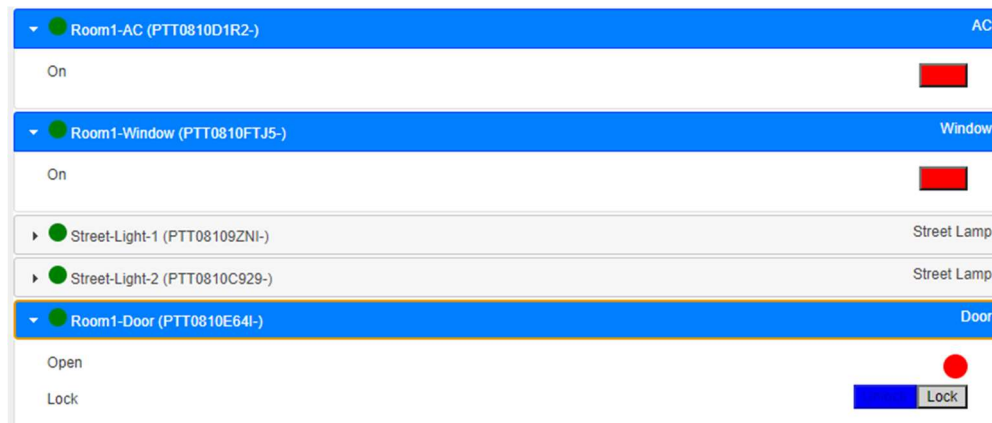 Room1-AC (PTT0810D1R2-) AC
On
Room1-Window (PTT0810FTJ5-) Window
On
Street-Light-1 (PTT08109ZNI-) Street Lamp
Street-Light-2 (PTT0810C929-) Street Lamp
Room1-Door (PTT0810E64I-) Door
Open
Lock Lock